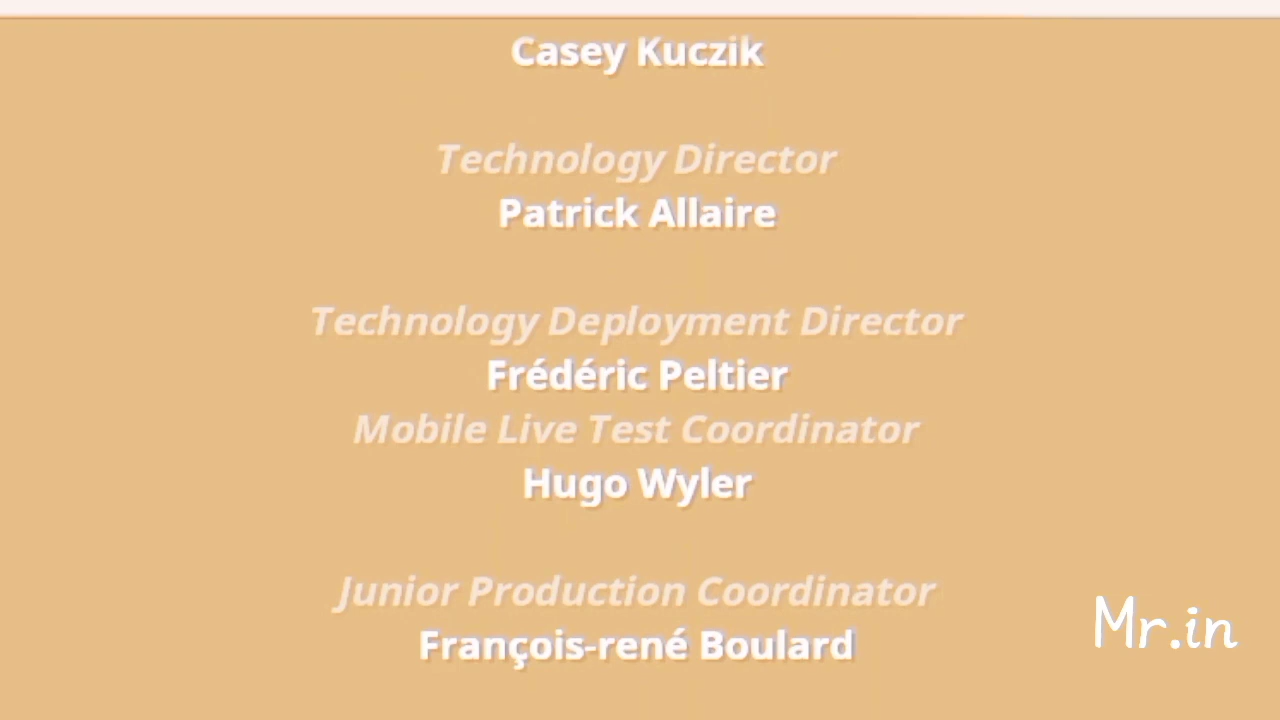 Casey Kuczik
Technology Director
Patrick Allaire
Technology Deployment Director
Frédéric Peltier
Mobile Live Test Coordinator
Hugo Wyler
Junior Production Coordinator
François-rené Boulard
Mr.in